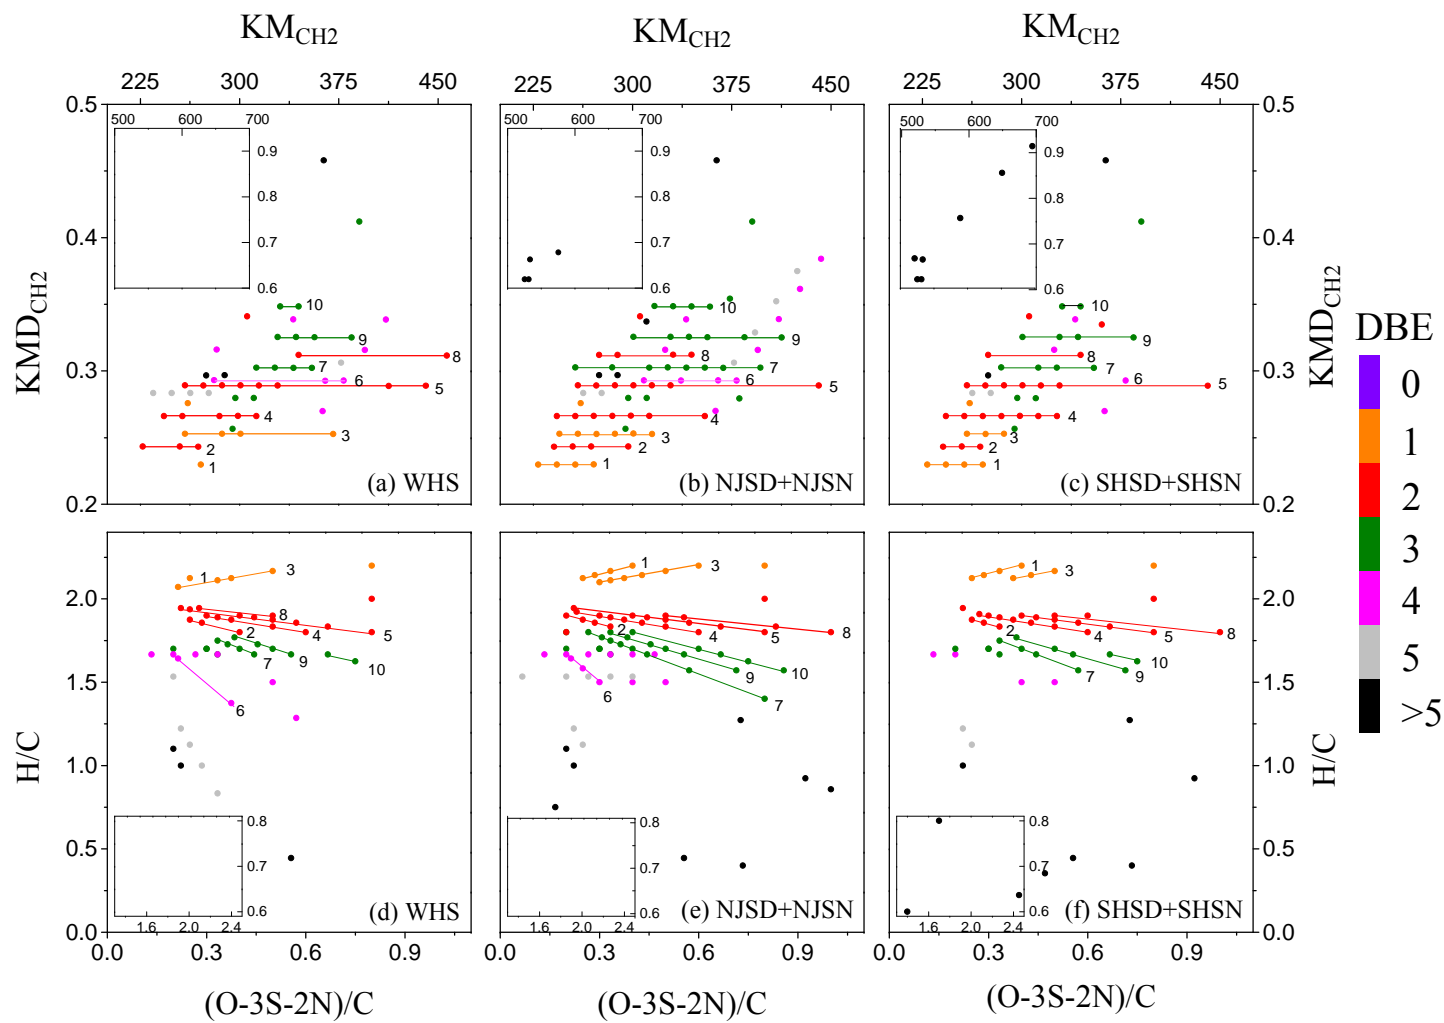 KM_CH2 KM_CH2 KM_CH2
225 300 375 450 225 300 375 450 225 300 375 450
0.5 0.5
500 600 700 500 600 700 500 600 700
0.9 0.9 0.9
0.8 0.8 0.8
0.7 0.7 0.7
0.6 0.6 0.6
0.4 0.4
0.3 0.3
0.2 0.2
KMD_CH2
KMD_CH2
10 9 8 7 6 5 4 3 2 1
(a) WHS
10 9 8 7 6 5 4 3 2 1
(b) NJSD+NJSN
10 9 8 7 5 6 4 3 2 1
(c) SHSD+SHSN
DBE
0
1
2
3
4
5
>5
2.0 2.0
1.5 1.5
1.0 1.0
0.5 0.5
0.0 0.0
H/C
H/C
1 3 8 2 4 5 9 10 7 6
0.8
0.7
0.6
1.6 2.0 2.4
(d) WHS
1 3 2 4 5 8 10 9 6 7
0.8
0.7
0.6
1.6 2.0 2.4
(e) NJSD+NJSN
1 3 2 4 5 8 10 7 9
0.8
0.7
0.6
1.6 2.0 2.4
(f) SHSD+SHSN
0.0 0.3 0.6 0.9 0.0 0.3 0.6 0.9 0.0 0.3 0.6 0.9
(O-3S-2N)/C (O-3S-2N)/C (O-3S-2N)/C